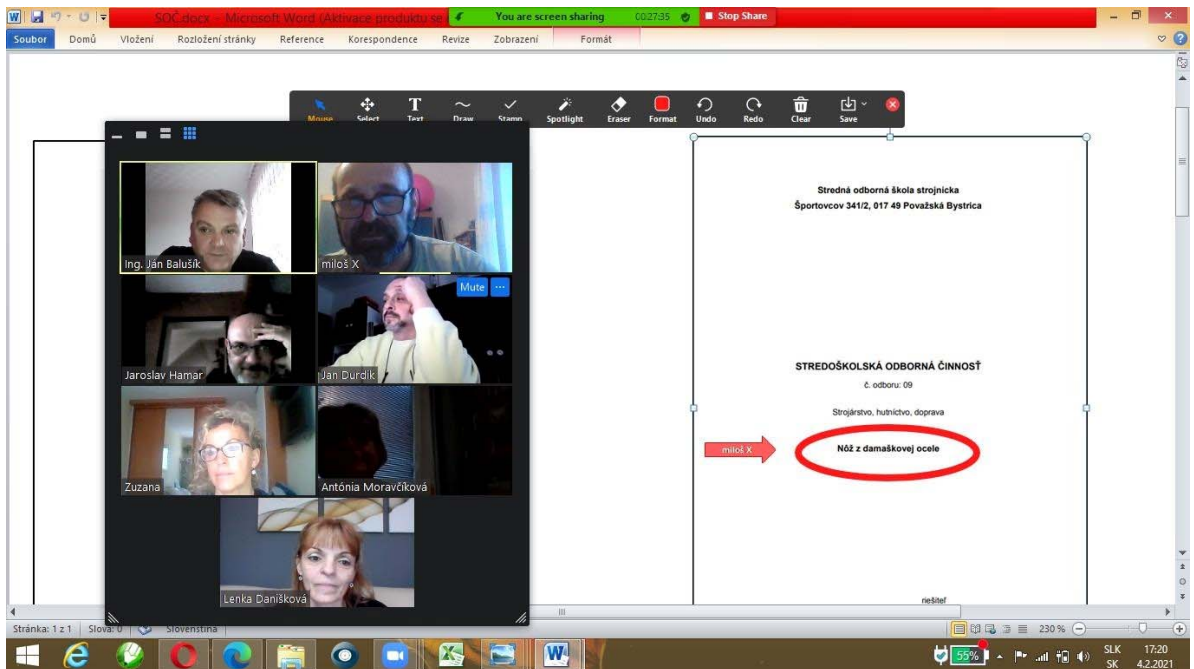 SOČ.docx - Microsoft Word (Aktivace produktu se
You are screen sharing
00:27:35
Stop Share
Soubor
Domů
Vložení
Rozložení stránky
Reference
Korespondence
Revize
Zobrazení
Formát
Mouse
Select
Text
Draw
Stamp
Spotlight
Eraser
Format
Undo
Redo
Clear
Save
Ing. Ján Balušík
miloš X
Mute
Jaroslav Hamar
Jan Durdik
Zuzana
Antónia Moravčíková
Lenka Danišková
Stredná odborná škola strojnícka
Športovcov 341/2, 017 49 Považská Bystrica
STREDOŠKOLSKÁ ODBORNÁ ČINNOSŤ
č. odboru: 09
Strojárstvo, hutníctvo, doprava
miloš X
Nôž z damaškovej ocele
riešiteľ
Stránka: 1 z 1
Slova: 0
Slovenština
230 %
55%
SLK
SK
17:20
4.2.2021